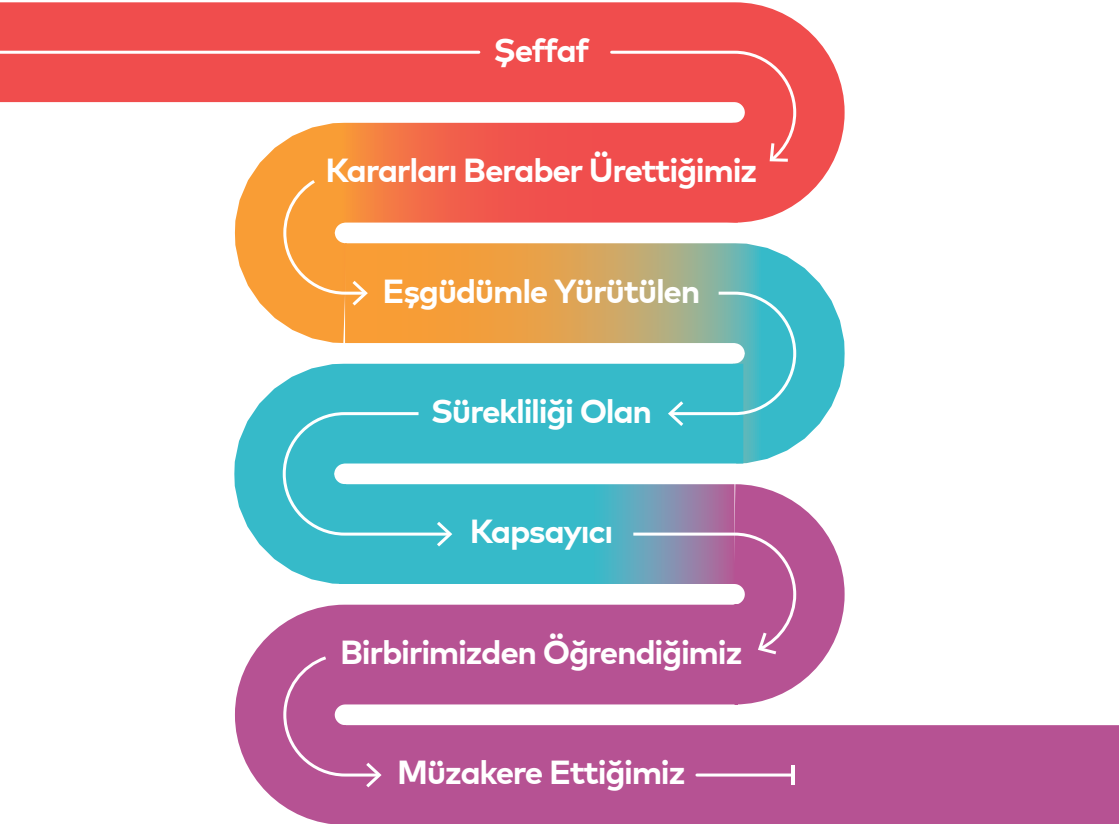 Şeffaf
Kararları Beraber Ürettiğimiz
Eşgüdümle Yürütülen
Sürekliliği Olan
Kapsayıcı
Birbirimizden Öğrendiğimiz
Müzakere Ettiğimiz